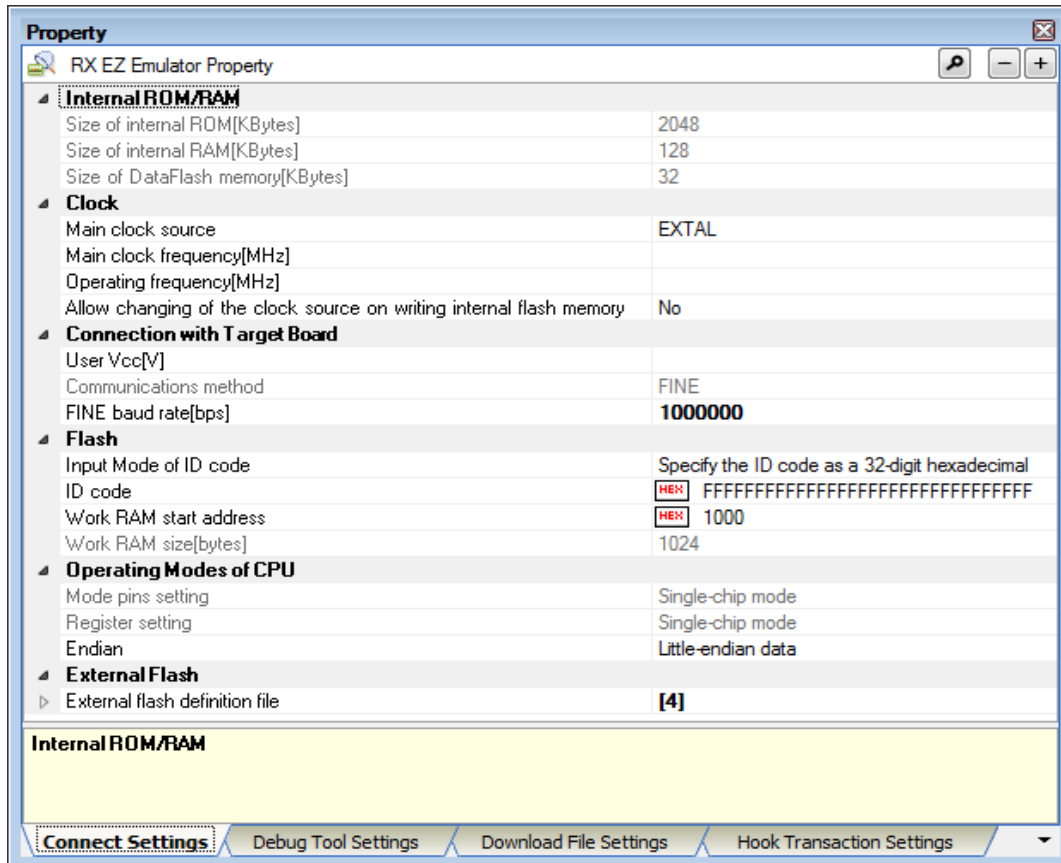 Property
RX EZ Emulator Property
Internal ROM/RAM
Size of internal ROM[KBytes] 2048
Size of internal RAM[KBytes] 128
Size of DataFlash memory[KBytes] 32
Clock
Main clock source EXTAL
Main clock frequency[MHz]
Operating frequency[MHz]
Allow changing of the clock source on writing internal flash memory No
Connection with Target Board
User Vcc[V]
Communications method FINE
FINE baud rate[bps] 1000000
Flash
Input Mode of ID code Specify the ID code as a 32-digit hexadecimal
ID code HEX FFFFFFFFFFFFFFFFFFFFFFFFFFFFFFFF
Work RAM start address HEX 1000
Work RAM size[bytes] 1024
Operating Modes of CPU
Mode pins setting Single-chip mode
Register setting Single-chip mode
Endian Little-endian data
External Flash
External flash definition file [4]
Internal ROM/RAM
Connect Settings Debug Tool Settings Download File Settings Hook Transaction Settings